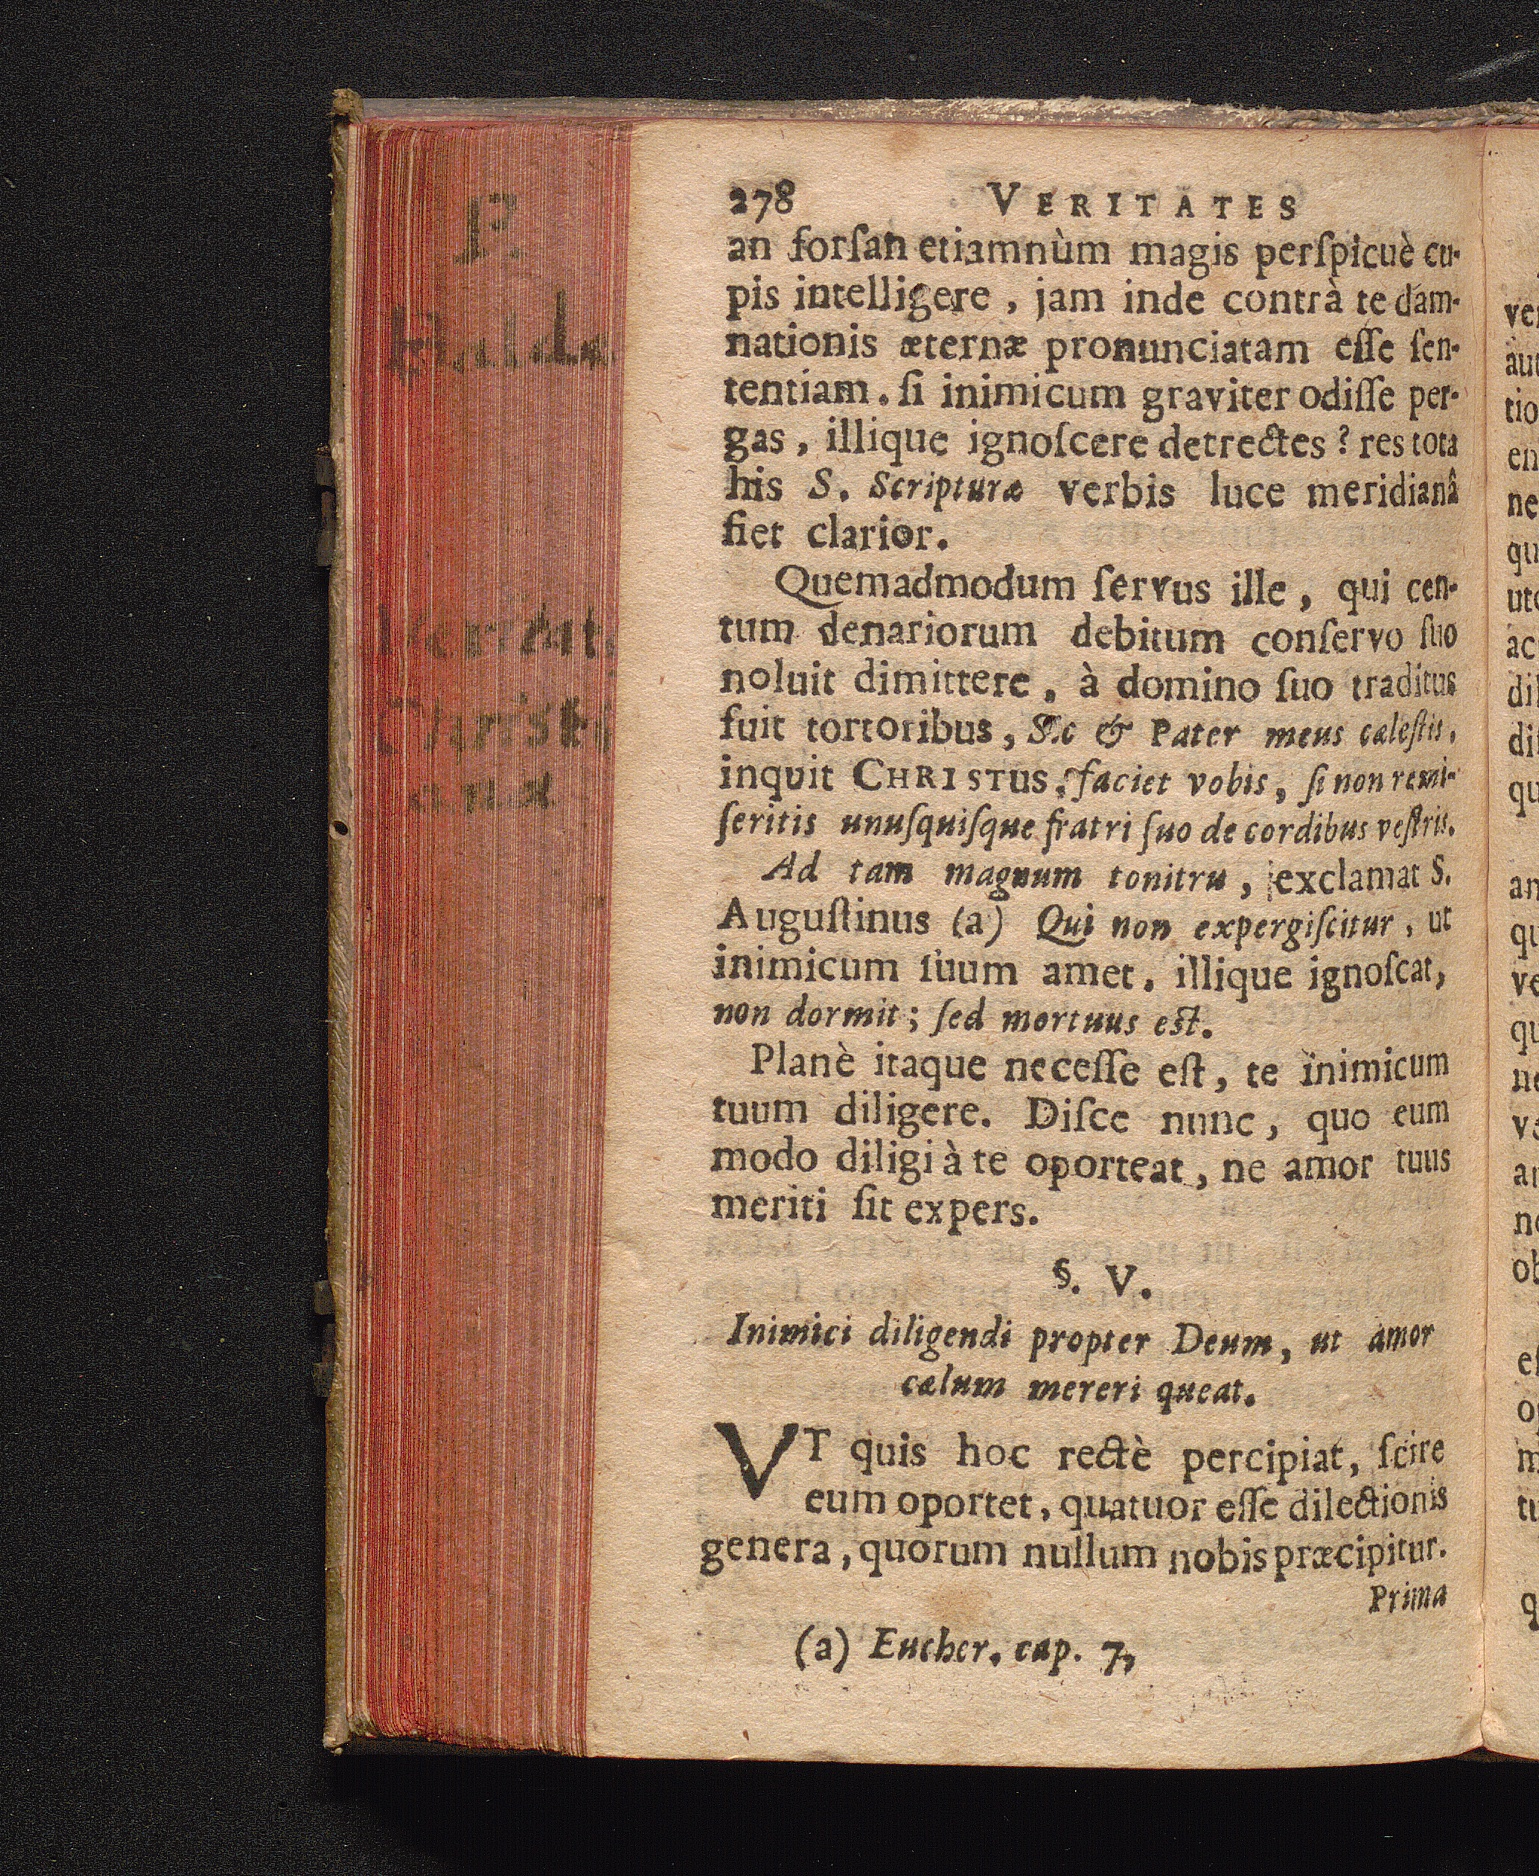 278 VERITATES
an forſan etiamnùm magis perſpicuè cu-
pis intelligere, jam inde contrà te dam-
nationis æternæ pronunciatam eſſe ſen-
tentiam. ſi inimicum graviter odiſſe per-
gas, illique ignoſcere detrectes? res tota
his S. Scripturæ verbis luce meridianâ
fiet clarior.
Quemadmodum ſervus ille, qui cen-
tum denariorum debitum conſervo ſuo
noluit dimittere, à domino ſuo traditus
fuit tortoribus, Sic & Pater meus cæleſtis,
inquit CHRISTUS, faciet vobis, ſi non remi-
ſeritis unuſquiſque fratri ſuo de cordibus veſtris.
Ad tam magnum tonitru, exclamat S.
Auguſtinus (a) Qui non expergiſcitur, ut
inimicum ſuum amet, illique ignoſcat,
non dormit; ſed mortuus eſt.
Planè itaque neceſſe eſt, te inimicum
tuum diligere. Diſce nunc, quo eum
modo diligi à te oporteat, ne amor tuus
meriti ſit expers.
§. V.
Inimici diligendi propter Deum, ut amor
cælum mereri queat.
VT quis hoc rectè percipiat, ſcire
eum oportet, quatuor eſſe dilectionis
genera, quorum nullum nobis præcipitur.
Prima
(a) Eucher. cap. 7,